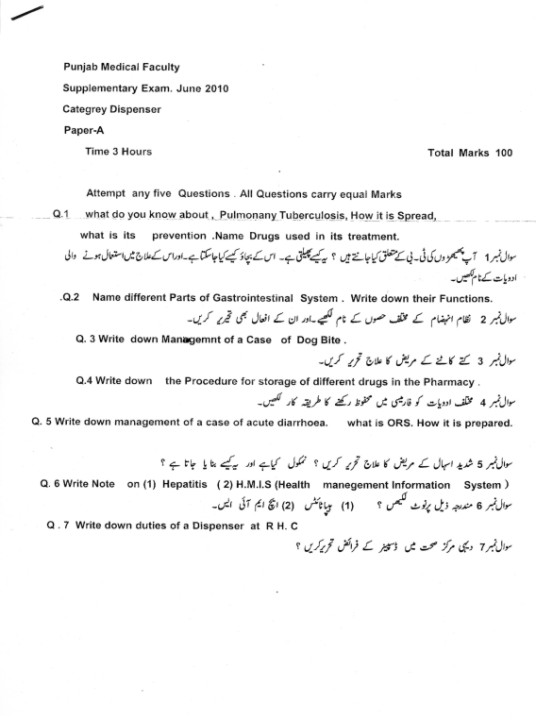 Punjab Medical Faculty
Supplementary Exam. June 2010
Categrey Dispenser
Paper-A
Time 3 Hours Total Marks 100
Attempt any five Questions . All Questions carry equal Marks
Q.1 what do you know about , Pulmonany Tuberculosis, How it is Spread,
what is its prevention .Name Drugs used in its treatment.
سوال نمبر 1 آپ پھیپھڑوں کی ٹی۔بی کے متعلق کیا جانتے ہیں ؟ یہ کیسے پھیلتی ہے۔ اس کے بچاؤ کیسے کیا جا سکتا ہے۔اور اس کے علاج میں استعمال ہونے والی
ادویات کے نام لکھیں۔
.Q.2 Name different Parts of Gastrointestinal System . Write down their Functions.
سوال نمبر 2 نظام انہضام کے مختلف حصوں کے نام لکھیے۔اور ان کے افعال بھی تحریر کریں۔
Q. 3 Write down Managemnt of a Case of Dog Bite .
سوال نمبر 3 کتے کاٹنے کے مریض کا علاج تحریر کریں۔
Q.4 Write down the Procedure for storage of different drugs in the Pharmacy .
سوال نمبر 4 مختلف ادویات کو فارمیسی میں محفوظ رکھنے کا طریقہ کار لکھیں۔
Q. 5 Write down management of a case of acute diarrhoea. what is ORS. How it is prepared.
سوال نمبر 5 شدید اسہال کے مریض کا علاج تحریر کریں ؟ نمکول کیا ہے اور یہ کیسے بنایا جاتا ہے ؟
Q. 6 Write Note on (1) Hepatitis ( 2) H.M.I.S (Health manegement Information System )
سوال نمبر 6 مندرجہ ذیل پر نوٹ لکھیں ؟ (1) ہیپاٹائٹس (2) ایچ ایم آئی ایس۔
Q . 7 Write down duties of a Dispenser at R H. C
سوال نمبر 7 دیہی مرکز صحت میں ڈسپینسر کے فرائض تحریر کریں ؟